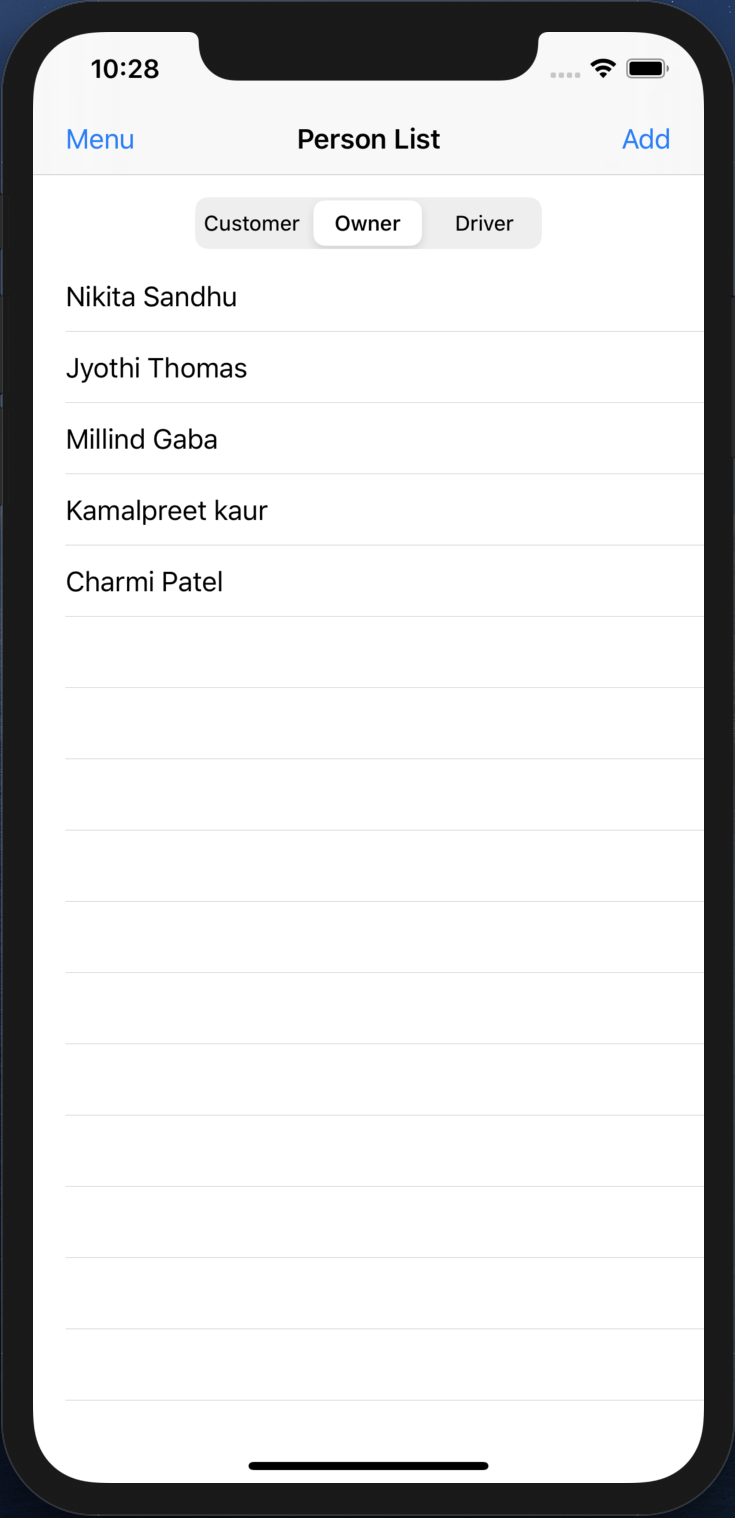 10:28
Menu Person List Add
Customer Owner Driver
Nikita Sandhu
Jyothi Thomas
Millind Gaba
Kamalpreet kaur
Charmi Patel